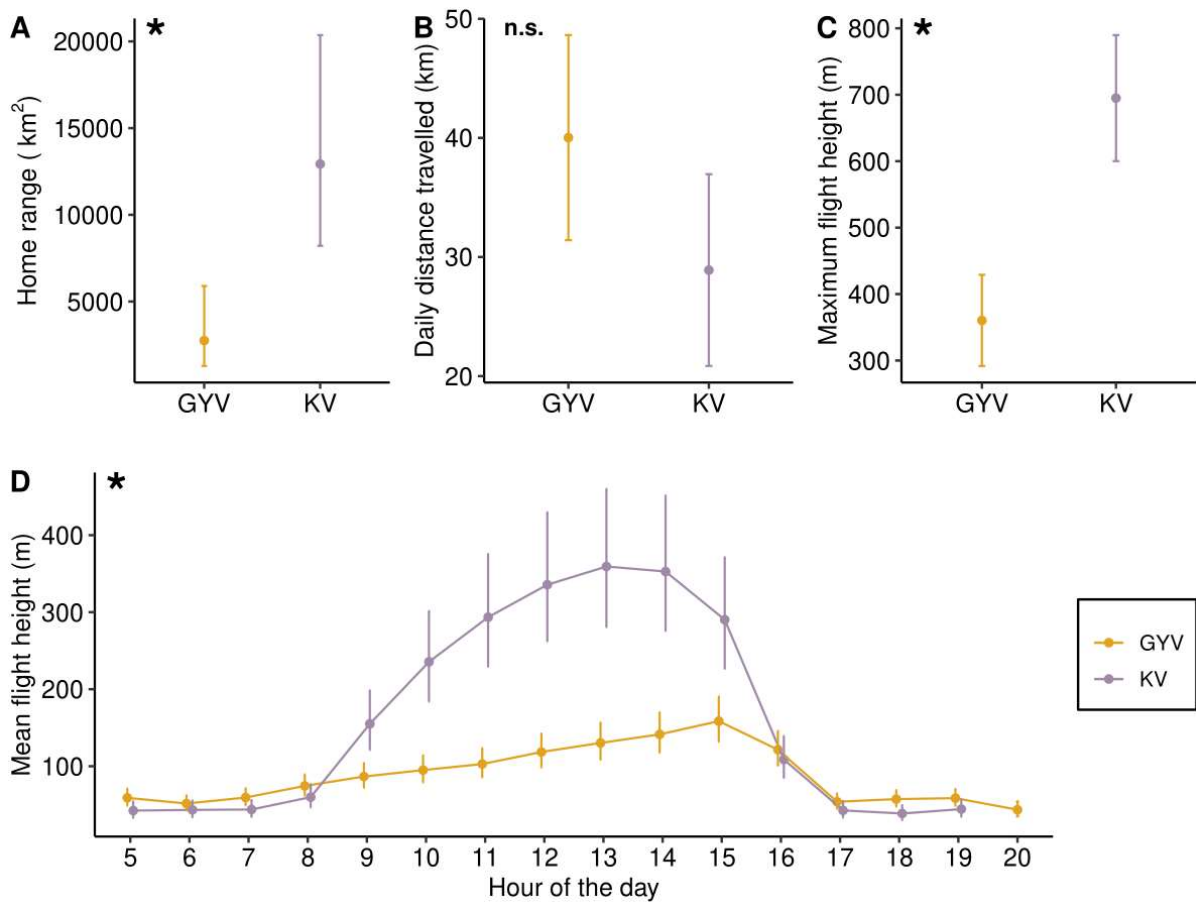 A
*
Home range ( km²)
20000
15000
10000
5000
GYV
KV
B
n.s.
Daily distance travelled (km)
50
40
30
20
GYV
KV
C
*
Maximum flight height (m)
800
700
600
500
400
300
GYV
KV
D
*
Mean flight height (m)
400
300
200
100
5 6 7 8 9 10 11 12 13 14 15 16 17 18 19 20
Hour of the day
GYV
KV